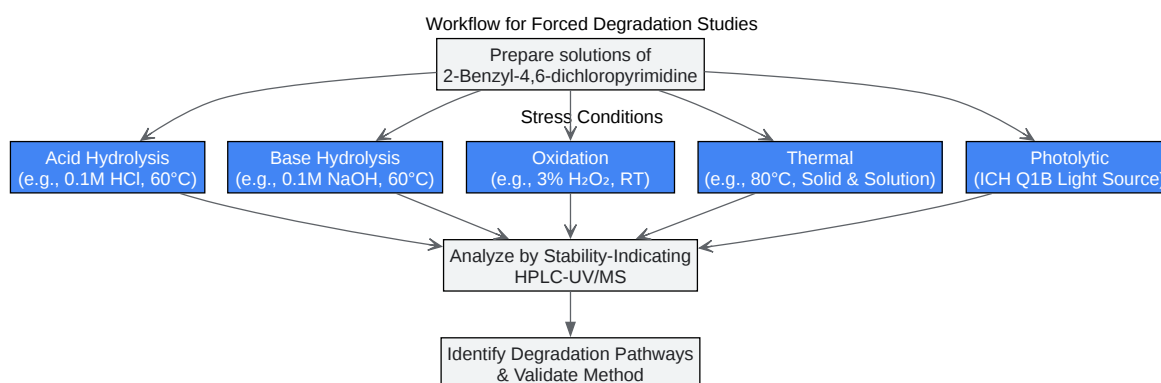 Workflow for Forced Degradation Studies
Prepare solutions of
2-Benzyl-4,6-dichloropyrimidine
Stress Conditions
Acid Hydrolysis
(e.g., 0.1M HCl, 60°C)
Base Hydrolysis
(e.g., 0.1M NaOH, 60°C)
Oxidation
(e.g., 3% H₂O₂, RT)
Thermal
(e.g., 80°C, Solid & Solution)
Photolytic
(ICH Q1B Light Source)
Analyze by Stability-Indicating
HPLC-UV/MS
Identify Degradation Pathways
& Validate Method